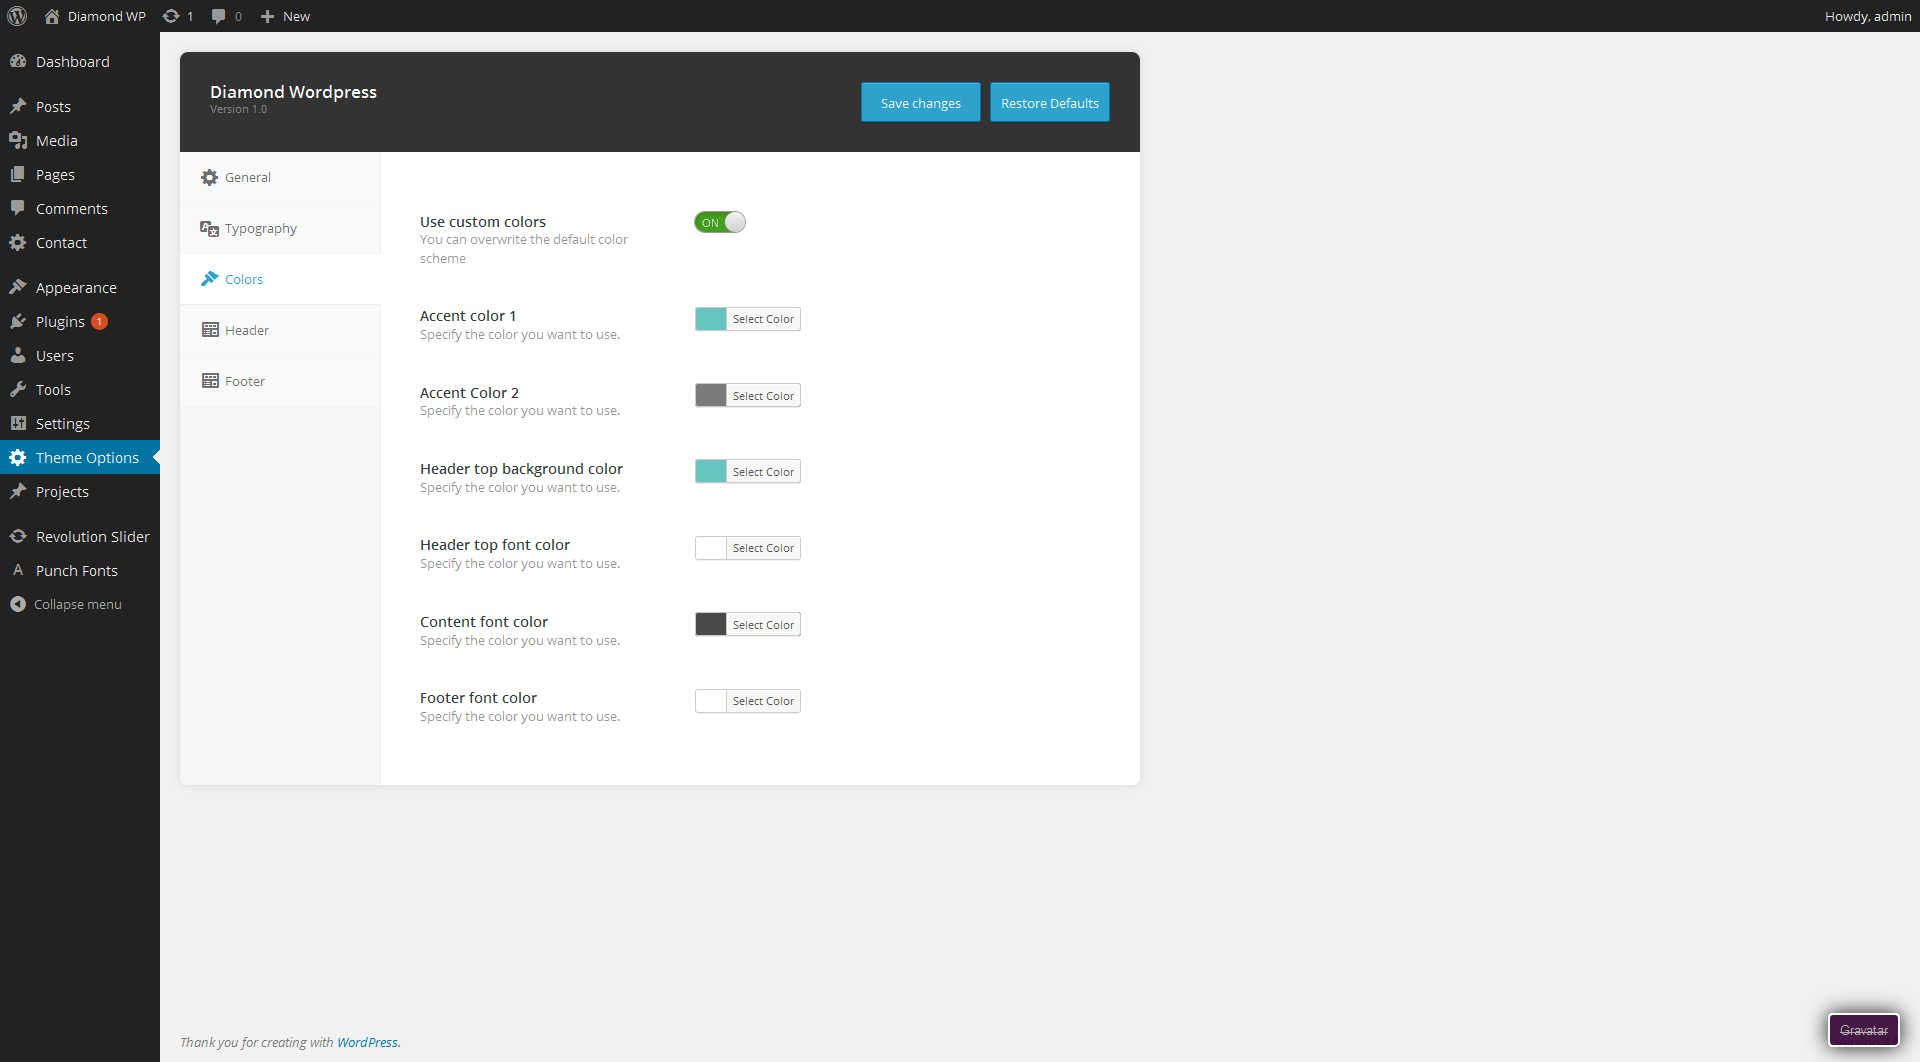 Diamond WP 1 0 New Howdy, admin
Dashboard
Posts
Media
Pages
Comments
Contact
Appearance
Plugins 1
Users
Tools
Settings
Theme Options
Projects
Revolution Slider
Punch Fonts
Collapse menu
Diamond Wordpress
Version 1.0
Save changes Restore Defaults
General
Typography
Colors
Header
Footer
Use custom colors ON
You can overwrite the default color
scheme
Accent color 1
Specify the color you want to use.
Select Color
Accent Color 2
Specify the color you want to use.
Select Color
Header top background color
Specify the color you want to use.
Select Color
Header top font color
Specify the color you want to use.
Select Color
Content font color
Specify the color you want to use.
Select Color
Footer font color
Specify the color you want to use.
Select Color
Thank you for creating with WordPress.
Gravatar